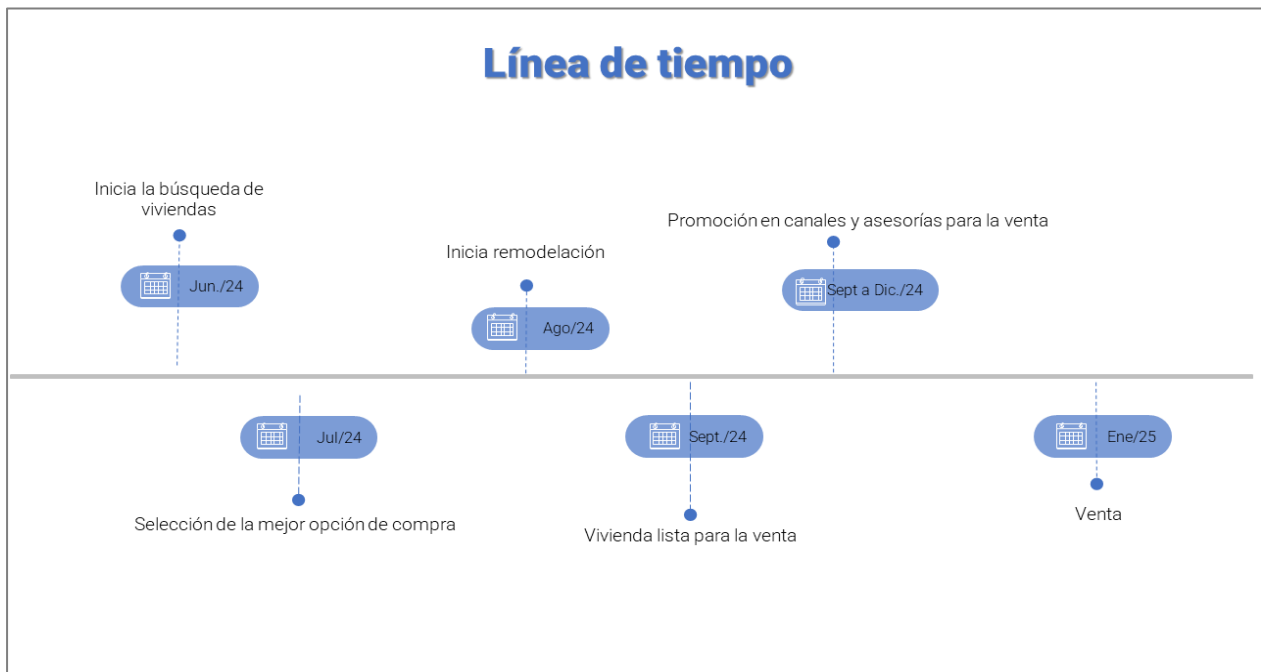 Línea de tiempo
Inicia la búsqueda de
viviendas
Jun./24
Jul/24
Selección de la mejor opción de compra
Inicia remodelación
Ago/24
Sept./24
Vivienda lista para la venta
Promoción en canales y asesorías para la venta
Sept a Dic./24
Ene/25
Venta